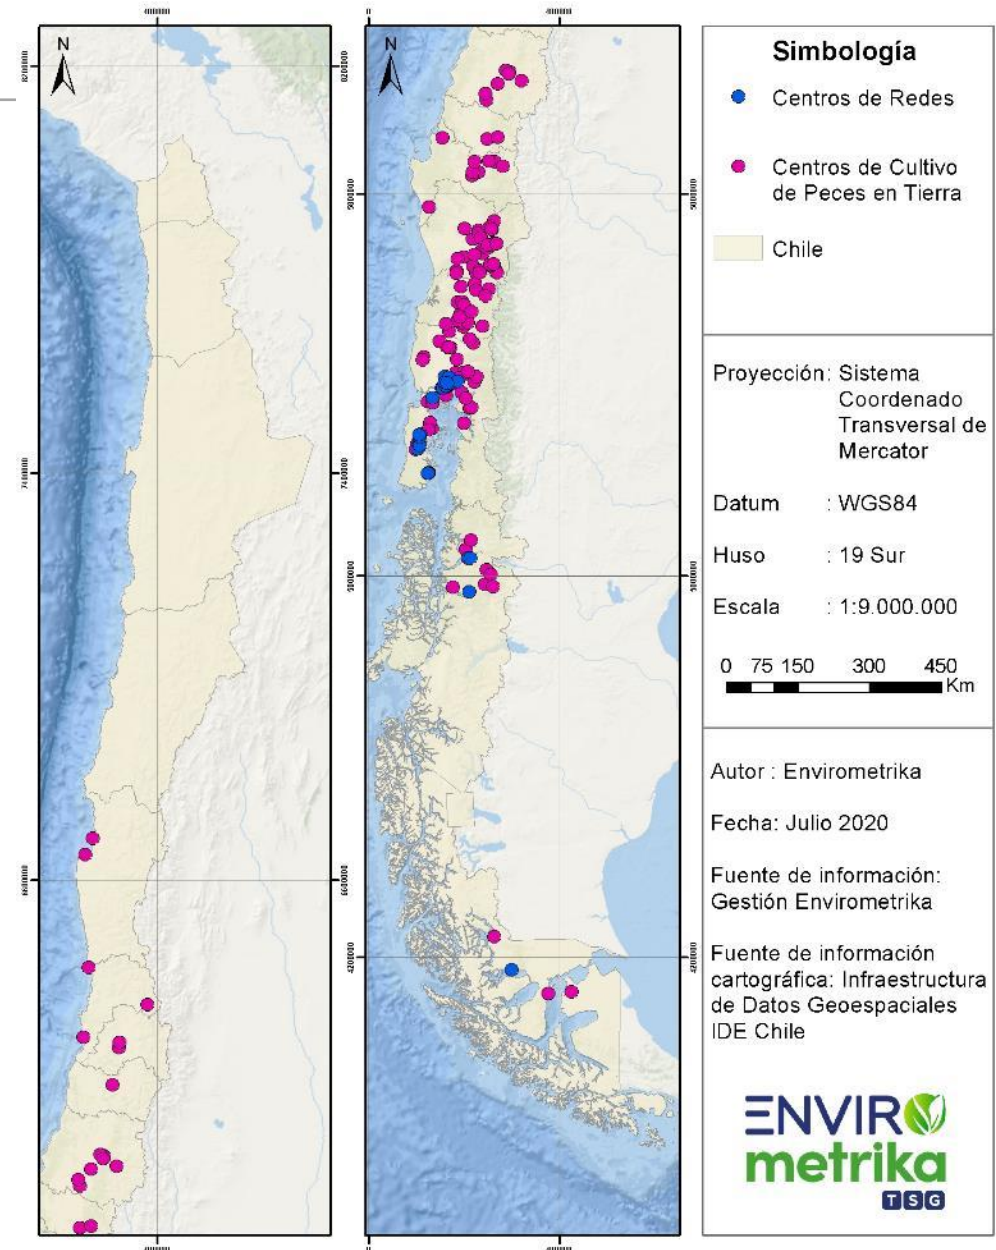 N
N
Simbología
Centros de Redes
Centros de Cultivo
de Peces en Tierra
Chile
Proyección: Sistema
Coordenado
Transversal de
Mercator
Datum : WGS84
Huso : 19 Sur
Escala : 1:9.000.000
0 75 150 300 450
Km
Autor : Envirometrika
Fecha: Julio 2020
Fuente de información:
Gestión Envirometrika
Fuente de información
cartográfica: Infraestructura
de Datos Geoespaciales
IDE Chile
ENVIRO
metrika
TSG